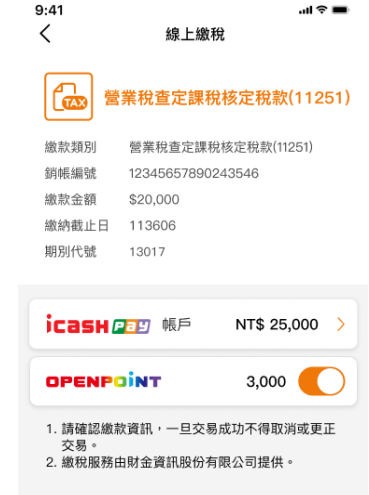 9:41
線上繳稅
TAX
營業稅查定課稅核定稅款(11251)
繳款類別 營業稅查定課稅核定稅款(11251)
銷帳編號 12345657890243546
繳款金額 $20,000
繳納截止日 113606
期別代號 13017
icash Pay 帳戶 NT$ 25,000
OPENPOINT 3,000
1. 請確認繳款資訊，一旦交易成功不得取消或更正
交易。
2. 繳稅服務由財金資訊股份有限公司提供。